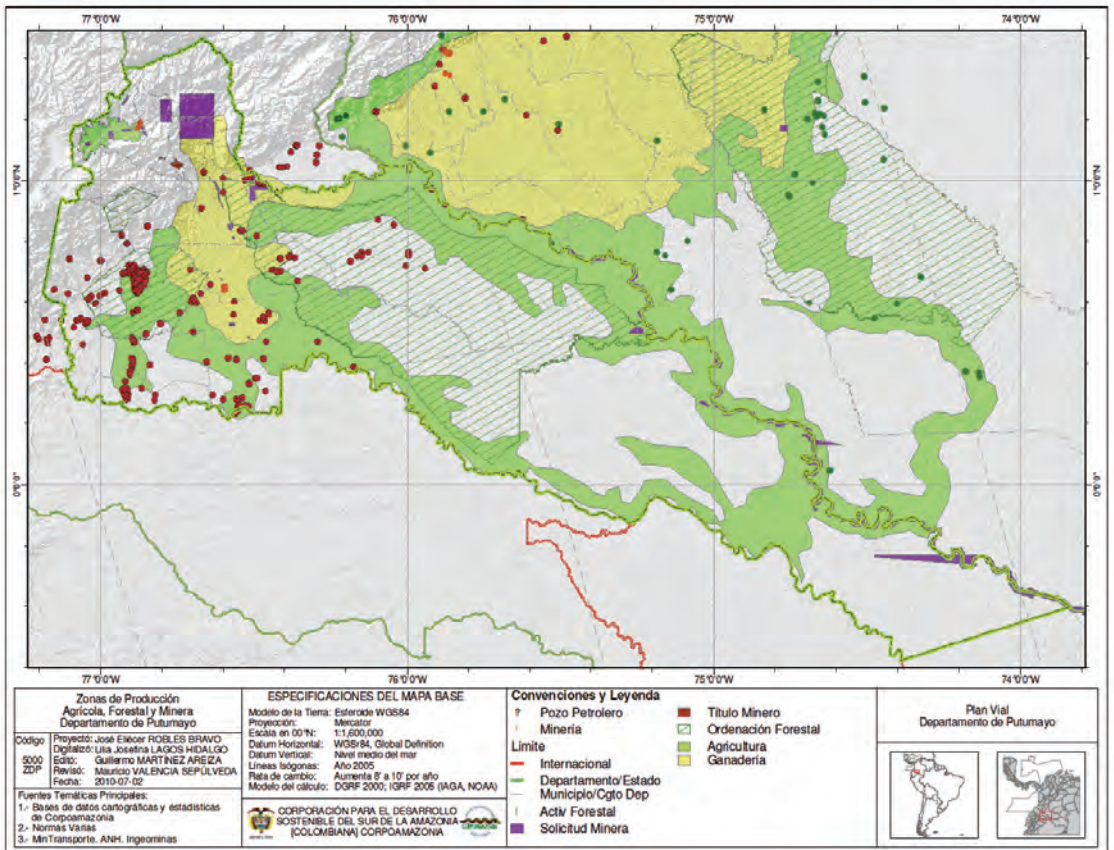 77°0'W
76°0'W
75°0'W
74°0'W
1°0'0"N
1°0'0"N
0°0'0"
0°0'0"
77°0'W
76°0'W
75°0'W
74°0'W
Zonas de Producción
Agrícola, Forestal y Minera
Departamento de Putumayo
Código
5000
ZDP
Proyectó: José Eliécer ROBLES BRAVO
Digitalizó: Lilia Josefina LAGOS HIDALGO
Editó: Guillermo MARTÍNEZ AREIZA
Revisó: Mauricio VALENCIA SEPÚLVEDA
Fecha: 2010-07-02
Fuentes Temáticas Principales:
1.- Bases de datos cartográficas y estadísticas
de Corpoamazonia
2.- Normas Varias
3.- MinTransporte. ANH. Ingeominas
ESPECIFICACIONES DEL MAPA BASE
Modelo de la Tierra: Esferoide WGS84
Proyección: Mercator
Escala en 00°N: 1:1,600,000
Datum Horizontal: WGSr84, Global Definition
Datum Vertical: Nivel medio del mar
Líneas Isógonas: Año 2005
Rata de cambio: Aumenta 8' a 10' por año
Modelo del cálculo: DGRF 2000; IGRF 2005 (IAGA, NOAA)
CORPORACIÓN PARA EL DESARROLLO
SOSTENIBLE DEL SUR DE LA AMAZONIA
[COLOMBIANA] CORPOAMAZONIA
Convenciones y Leyenda
Pozo Petrolero
Minería
Limite
Internacional
Departamento/Estado
Municipio/Cgto Dep
Activ Forestal
Solicitud Minera
Título Minero
Ordenación Forestal
Agricultura
Ganadería
Plan Vial
Departamento de Putumayo